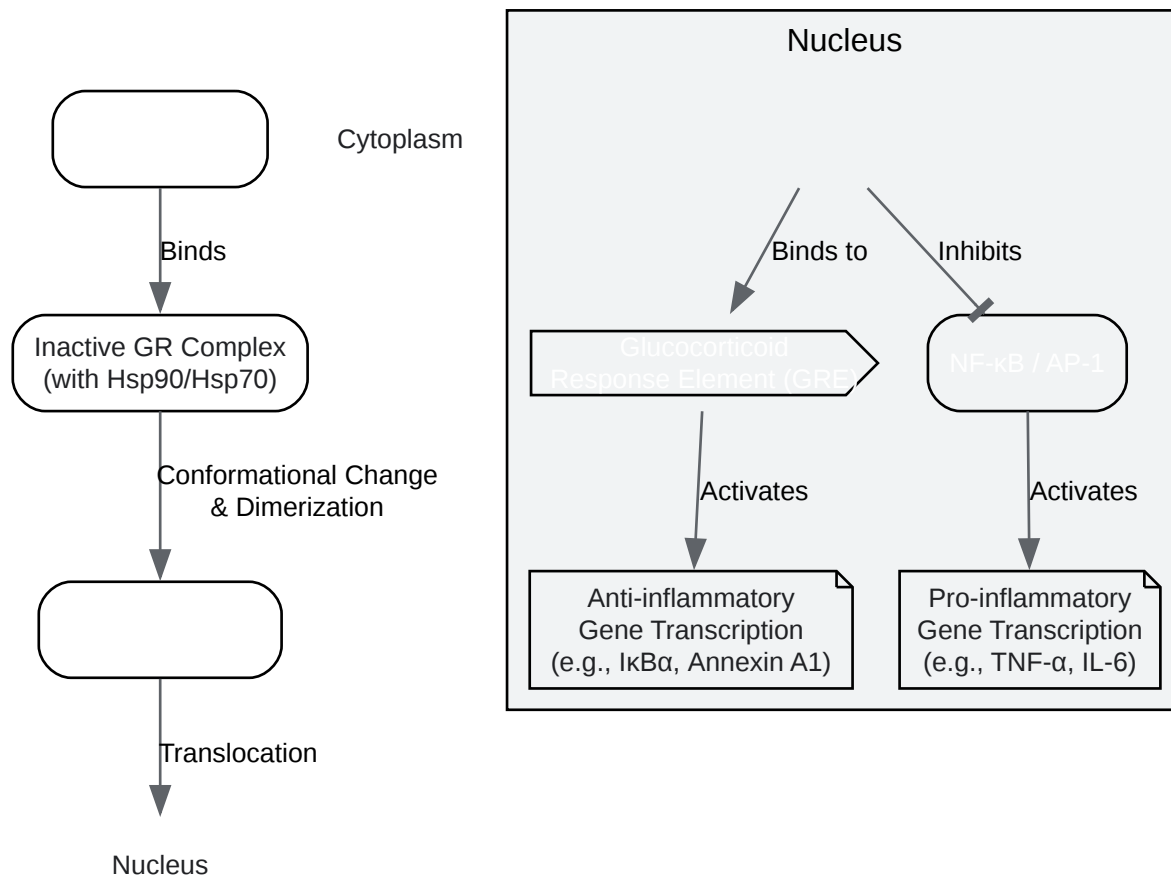 Nucleus
Cytoplasm
Binds
Binds to
Inhibits
Inactive GR Complex
(with Hsp90/Hsp70)
Glucocorticoid
Response Element (GRE)
NF-κB / AP-1
Conformational Change
& Dimerization
Activates
Activates
Anti-inflammatory
Gene Transcription
(e.g., IκBα, Annexin A1)
Pro-inflammatory
Gene Transcription
(e.g., TNF-α, IL-6)
Translocation
Nucleus